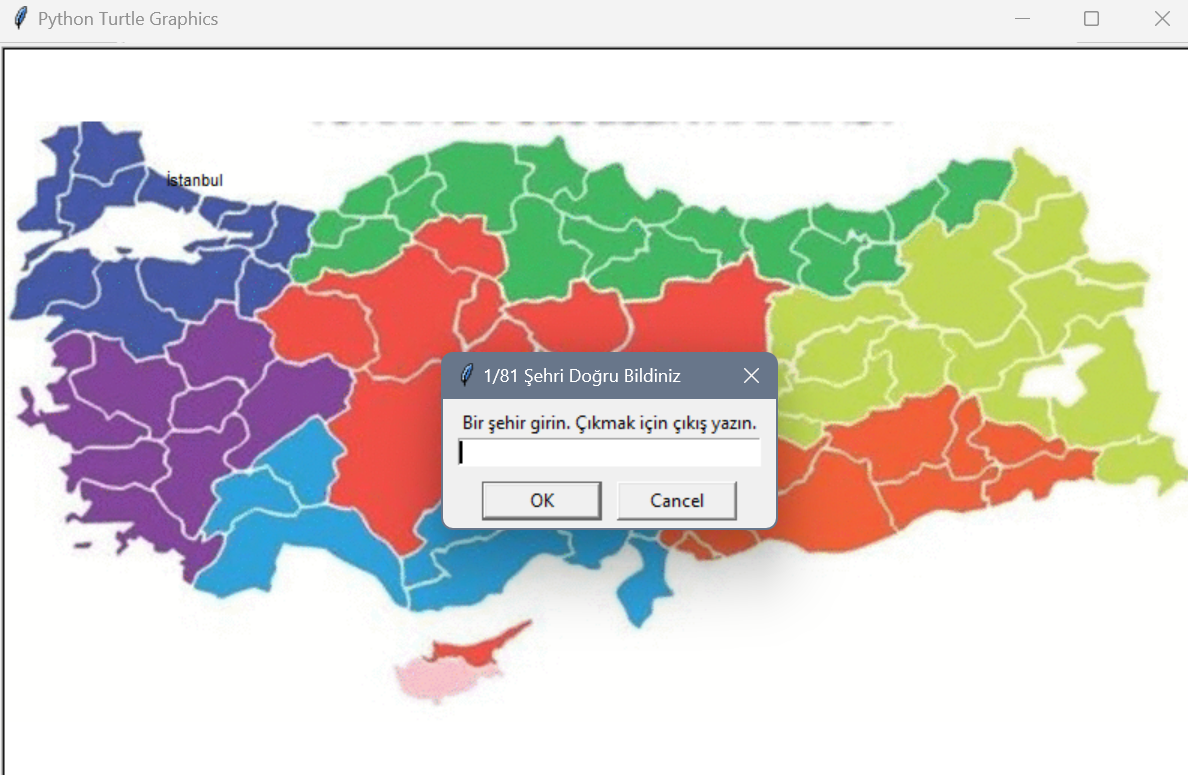 Python Turtle Graphics
İstanbul
1/81 Şehri Doğru Bildiniz
Bir şehir girin. Çıkmak için çıkış yazın.
OK
Cancel